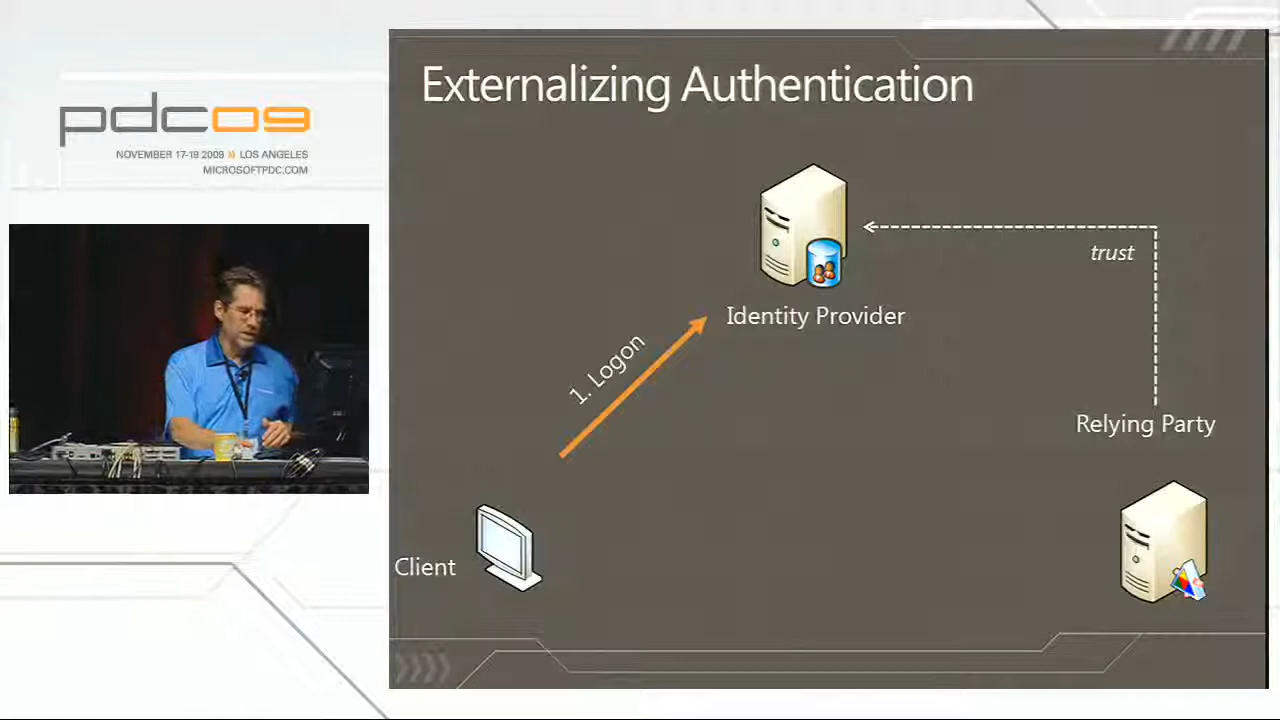 pdc09
NOVEMBER 17-19 2009 » LOS ANGELES
MICROSOFTPDC.COM
Externalizing Authentication
trust
Identity Provider
1. Logon
Relying Party
Client